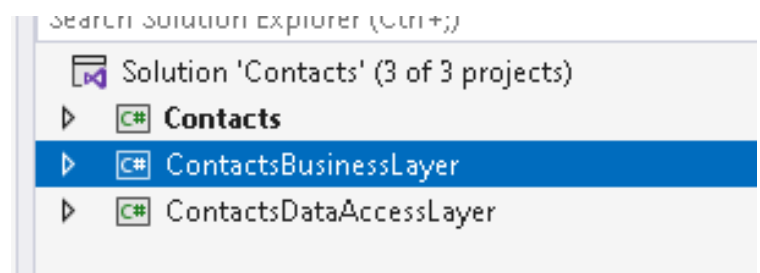 Search Solution Explorer (Ctrl+;)
Solution 'Contacts' (3 of 3 projects)
C# Contacts
C# ContactsBusinessLayer
C# ContactsDataAccessLayer